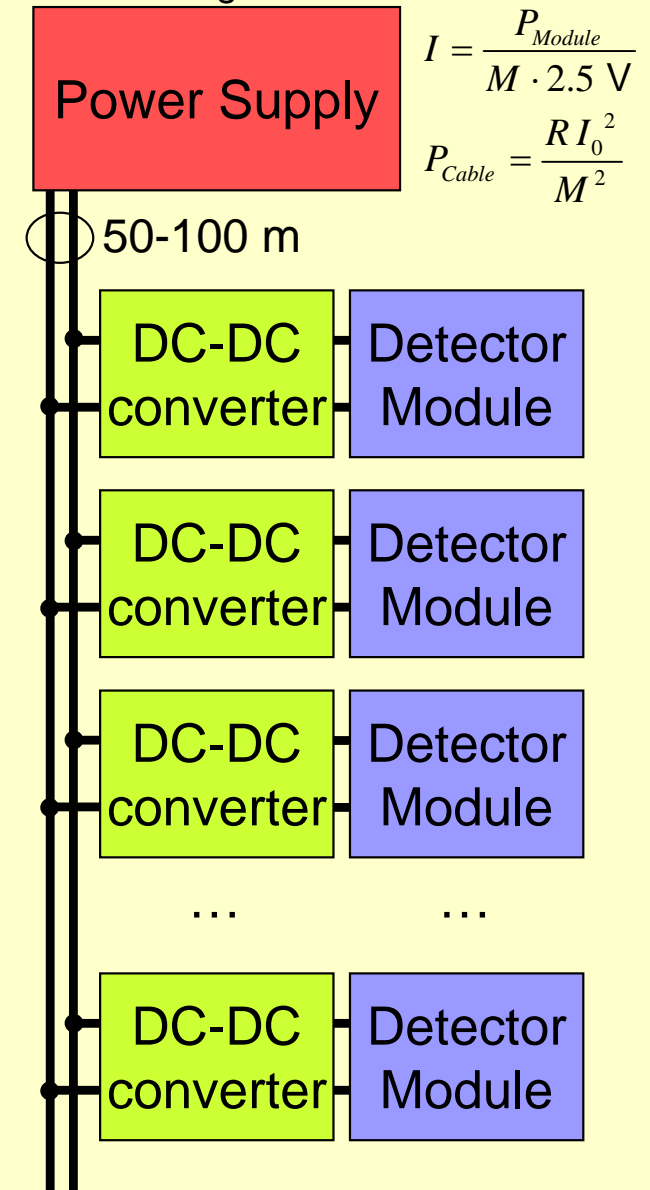 Power Supply
I = P_Module / (M · 2.5 V)
P_Cable = R I_0^2 / M^2
50-100 m
DC-DC converter
Detector Module
DC-DC converter
Detector Module
DC-DC converter
Detector Module
… …
DC-DC converter
Detector Module